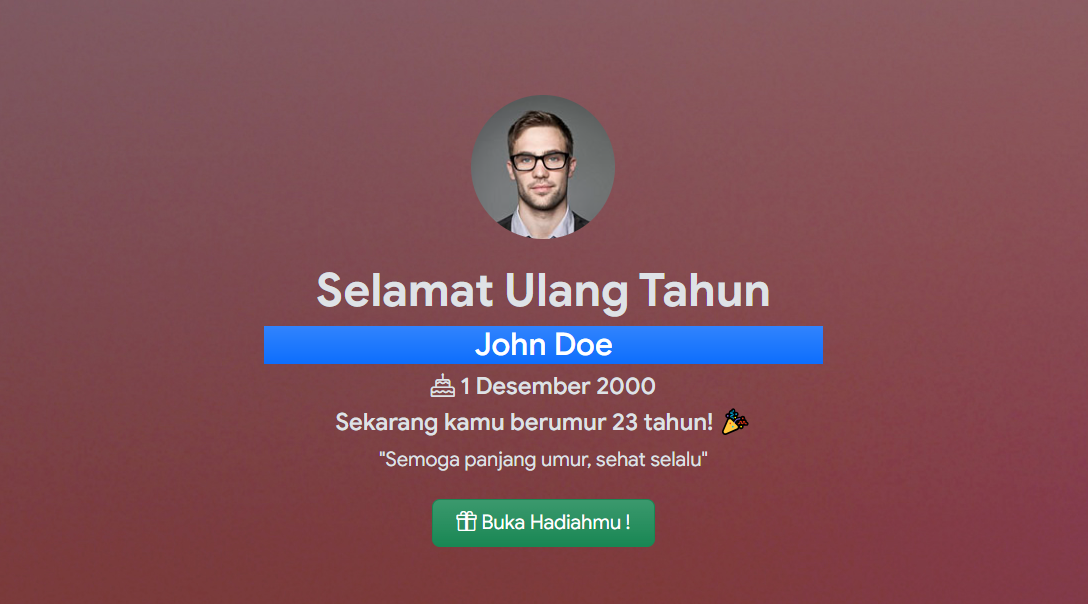 Selamat Ulang Tahun
John Doe
1 Desember 2000
Sekarang kamu berumur 23 tahun!
"Semoga panjang umur, sehat selalu"
Buka Hadiahmu !